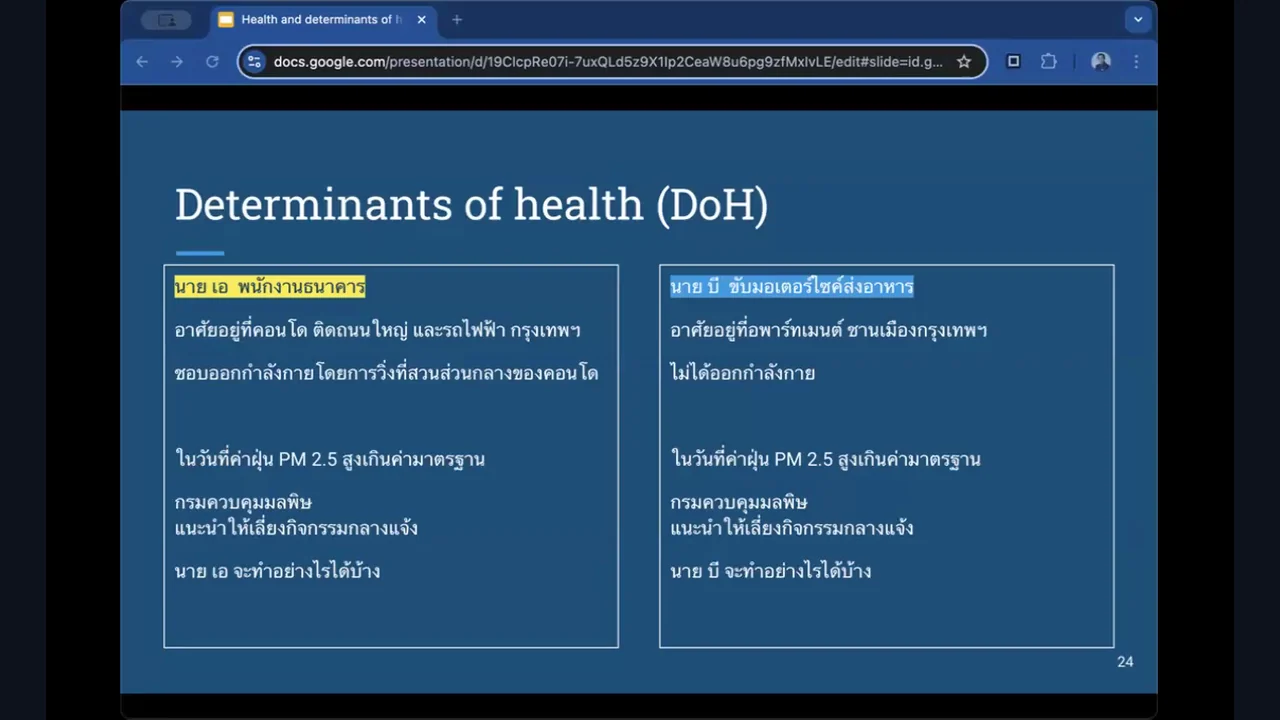 Health and determinants of h
docs.google.com/presentation/d/19ClcpRe07i-7uxQLd5z9X1lp2CeaW8u6pg9zfMxlvLE/edit#slide=id.g...
Determinants of health (DoH)
นาย เอ พนักงานธนาคาร
อาศัยอยู่ที่คอนโด ติดถนนใหญ่ และรถไฟฟ้า กรุงเทพฯ
ชอบออกกำลังกายโดยการวิ่งที่สวนส่วนกลางของคอนโด
ในวันที่ค่าฝุ่น PM 2.5 สูงเกินค่ามาตรฐาน
กรมควบคุมมลพิษ
แนะนำให้เลี่ยงกิจกรรมกลางแจ้ง
นาย เอ จะทำอย่างไรได้บ้าง
นาย บี ขับมอเตอร์ไซค์ส่งอาหาร
อาศัยอยู่ที่อพาร์ทเมนต์ ชานเมืองกรุงเทพฯ
ไม่ได้ออกกำลังกาย
ในวันที่ค่าฝุ่น PM 2.5 สูงเกินค่ามาตรฐาน
กรมควบคุมมลพิษ
แนะนำให้เลี่ยงกิจกรรมกลางแจ้ง
นาย บี จะทำอย่างไรได้บ้าง
24